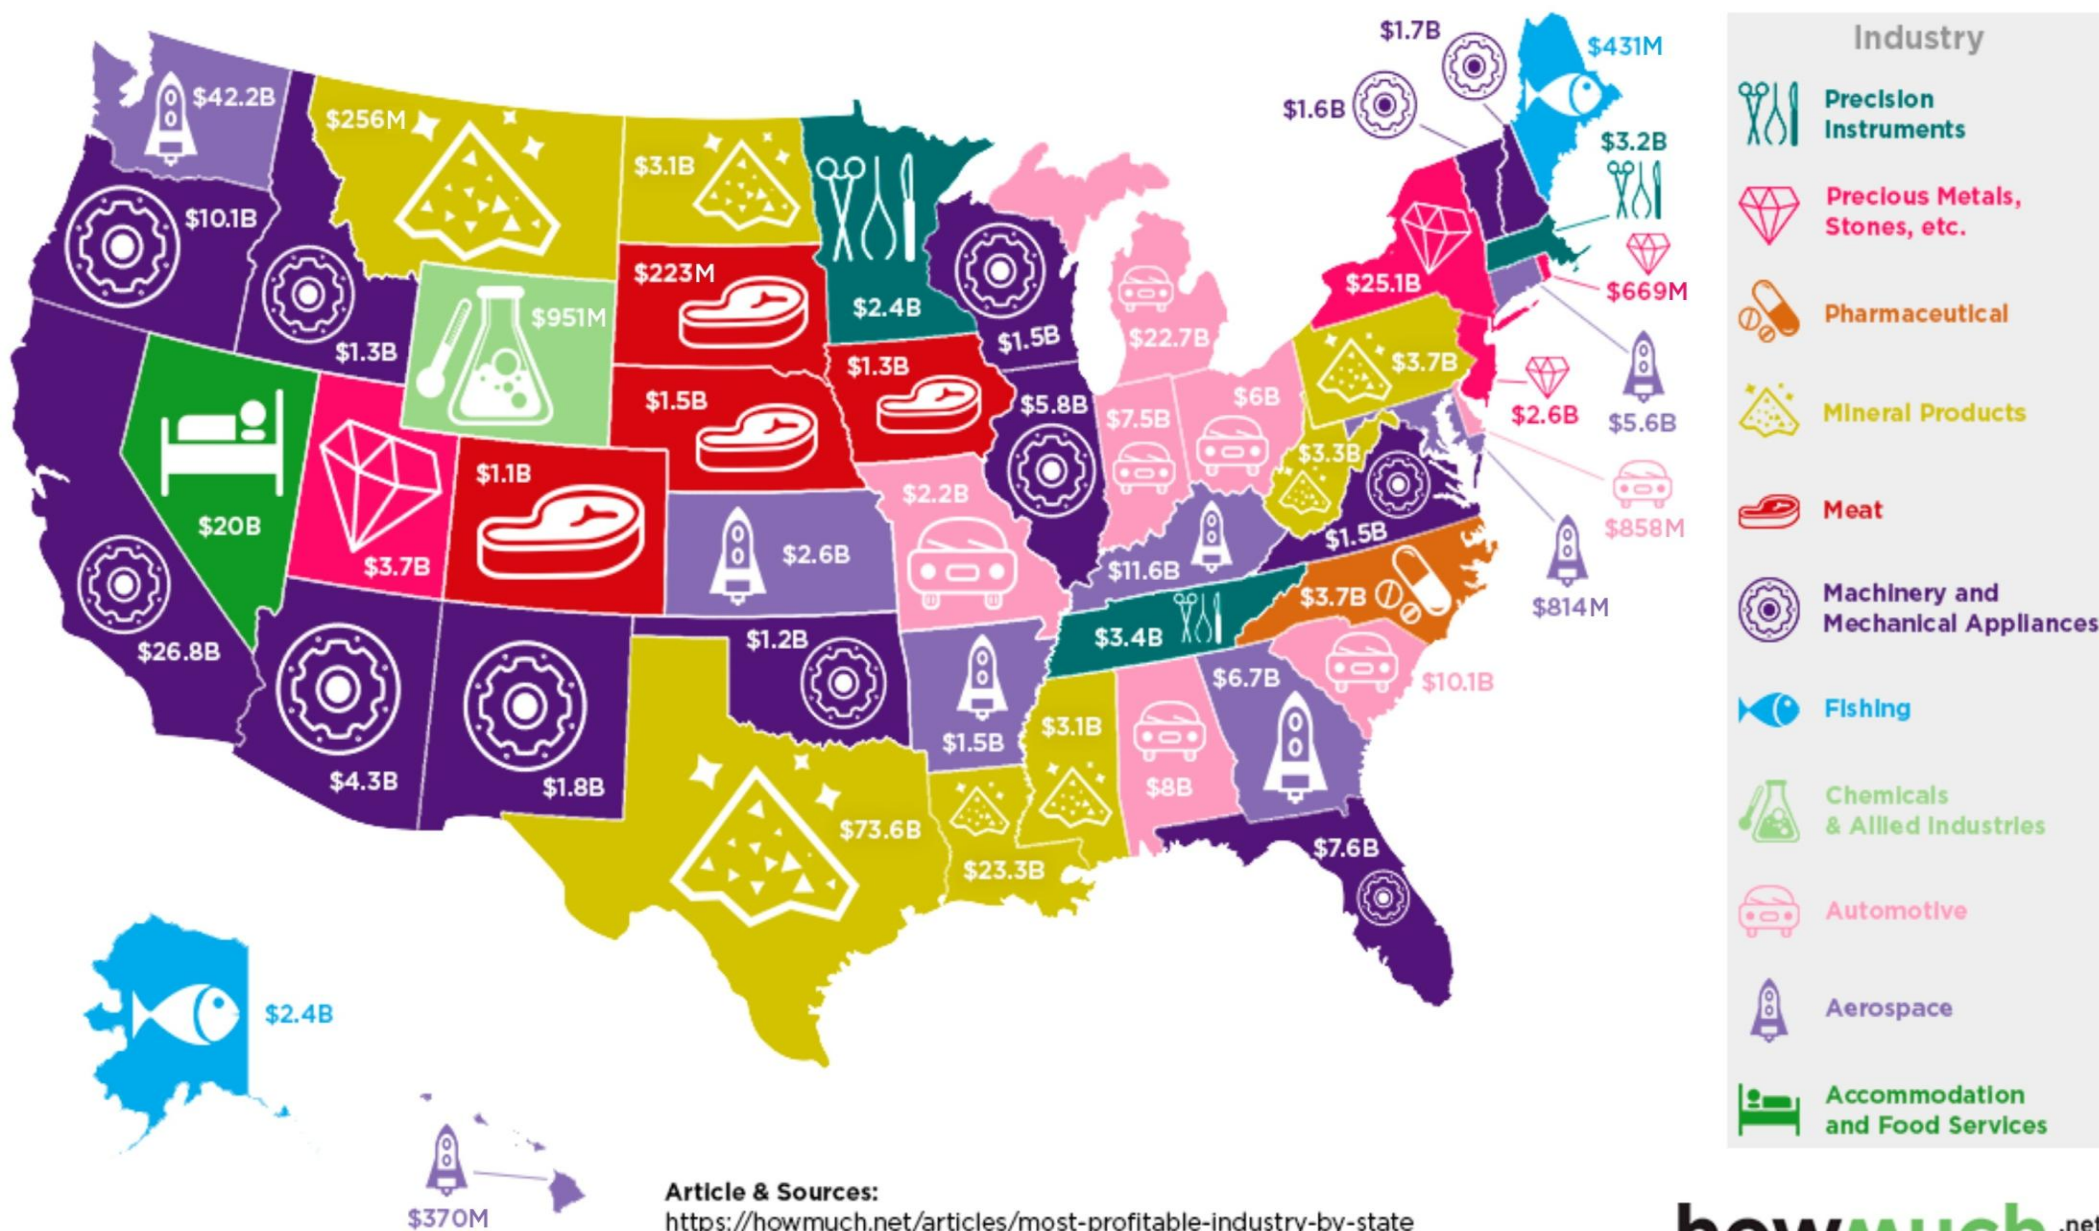 $1.7B
$431M
$1.6B
$42.2B
$256M
$3.1B
$3.2B
$10.1B
$223M
$2.4B
$25.1B
$669M
$951M
$1.3B
$1.5B
$22.7B
$3.7B
$1.3B
$1.5B
$5.8B
$7.5B
$6B
$2.6B
$5.6B
$3.3B
$20B
$1.1B
$2.2B
$858M
$3.7B
$2.6B
$11.6B
$1.5B
$3.7B
$814M
$26.8B
$1.2B
$3.4B
$6.7B
$10.1B
$3.1B
$1.5B
$4.3B
$1.8B
$8B
$73.6B
$23.3B
$7.6B
$2.4B
$370M
Industry
Precision
Instruments
Precious Metals,
Stones, etc.
Pharmaceutical
Mineral Products
Meat
Machinery and
Mechanical Appliances
Fishing
Chemicals
& Allied Industries
Automotive
Aerospace
Accommodation
and Food Services
Article & Sources:
https://howmuch.net/articles/most-profitable-industry-by-state
howmuch.net